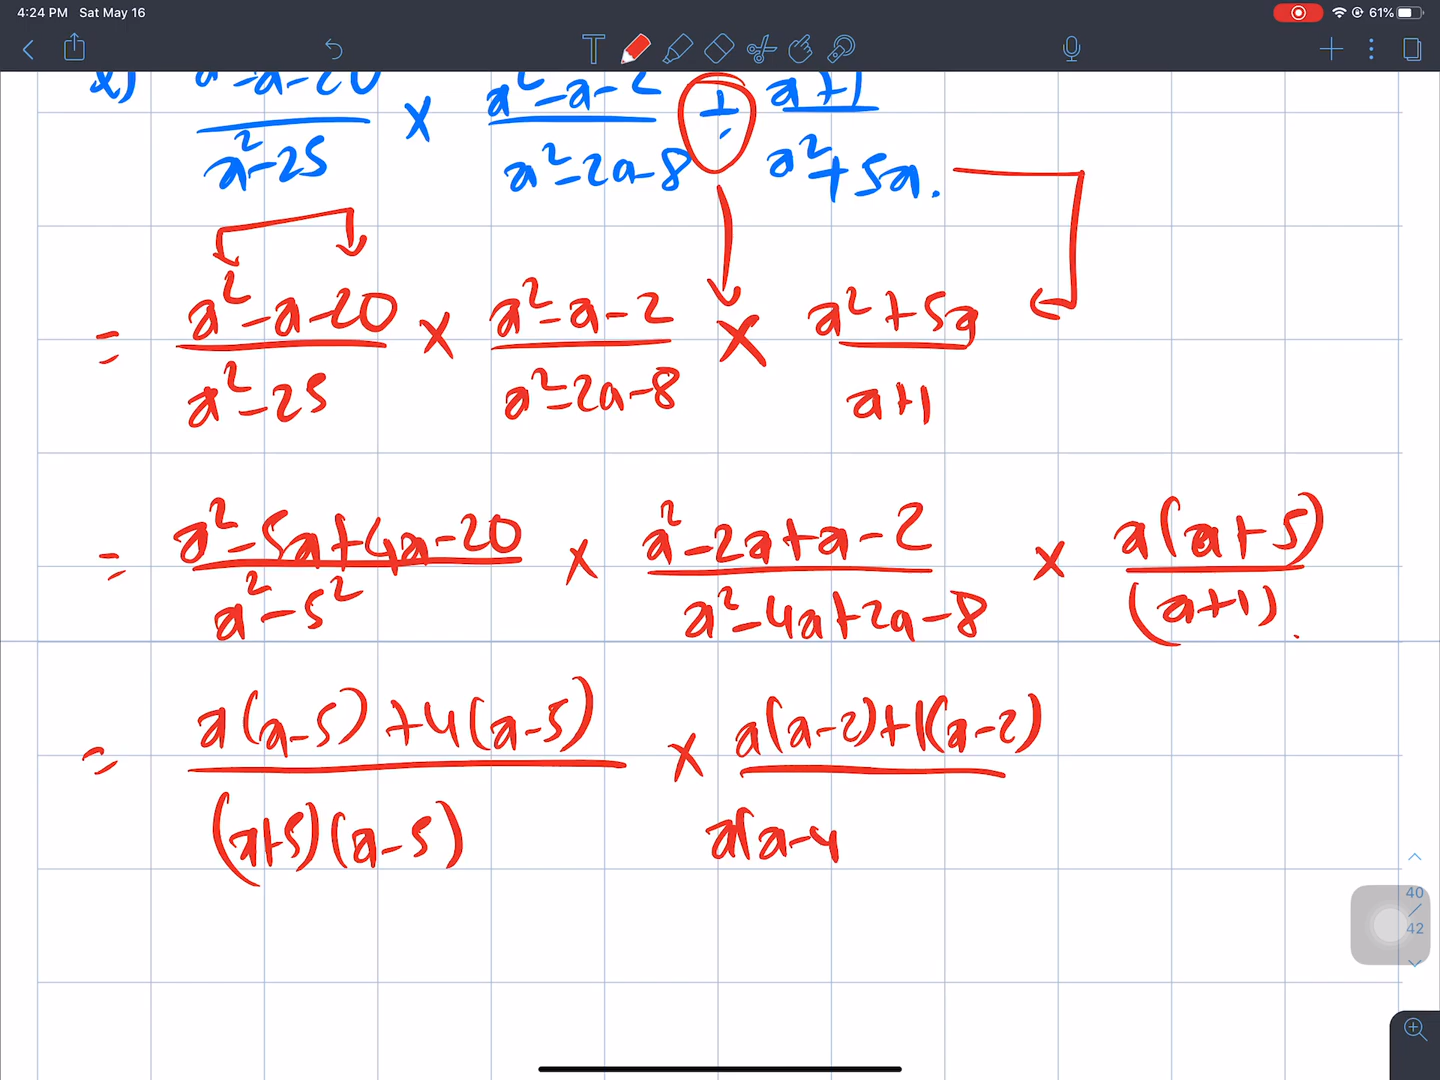 4:24 PM Sat May 16 61%
a²-a-20 / a²-25 × a²-a-2 / a²-2a-8 ÷ a+1 / a²+5a.
= a²-a-20 / a²-25 × a²-a-2 / a²-2a-8 × a²+5a / a+1
= a²-5a+4a-20 / a²-5² × a²-2a+a-2 / a²-4a+2a-8 × a(a+5) / (a+1).
= a(a-5)+4(a-5) / (a+5)(a-5) × a(a-2)+1(a-2) / a(a-4
40
/
42